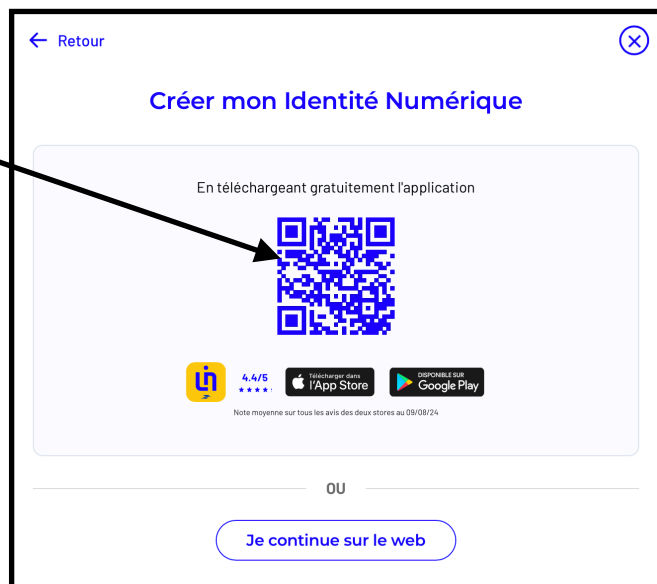 Retour
Créer mon Identité Numérique
En téléchargeant gratuitement l'application
in
4.4/5
Télécharger dans
l'App Store
DISPONIBLE SUR
Google Play
Note moyenne sur tous les avis des deux stores au 09/08/24
OU
Je continue sur le web